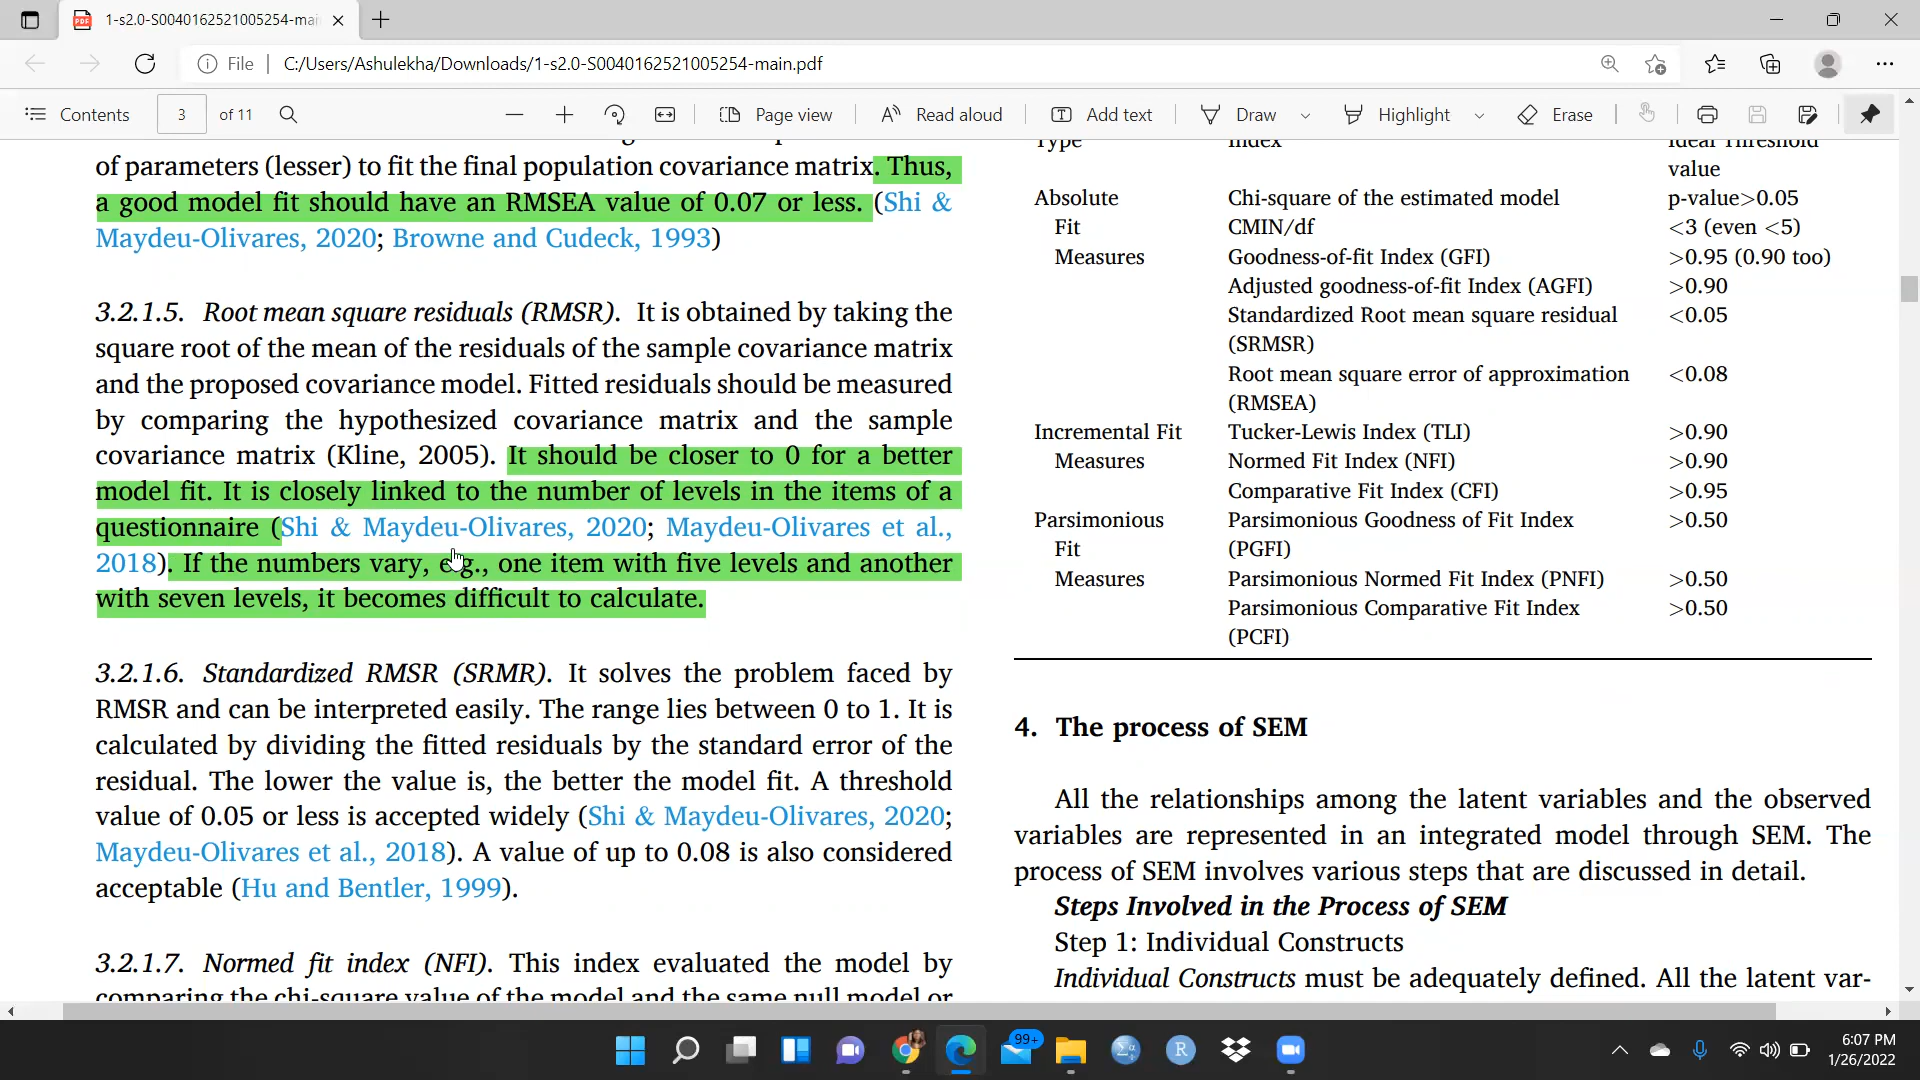 1-s2.0-S0040162521005254-mai
File
C:/Users/Ashulekha/Downloads/1-s2.0-S0040162521005254-main.pdf
Contents
3
of 11
Page view
Read aloud
Add text
Draw
Highlight
Erase
of parameters (lesser) to fit the final population covariance matrix. Thus,
a good model fit should have an RMSEA value of 0.07 or less. (Shi &
Maydeu-Olivares, 2020; Browne and Cudeck, 1993)
3.2.1.5. Root mean square residuals (RMSR). It is obtained by taking the
square root of the mean of the residuals of the sample covariance matrix
and the proposed covariance model. Fitted residuals should be measured
by comparing the hypothesized covariance matrix and the sample
covariance matrix (Kline, 2005). It should be closer to 0 for a better
model fit. It is closely linked to the number of levels in the items of a
questionnaire (Shi & Maydeu-Olivares, 2020; Maydeu-Olivares et al.,
2018). If the numbers vary, e.g., one item with five levels and another
with seven levels, it becomes difficult to calculate.
3.2.1.6. Standardized RMSR (SRMR). It solves the problem faced by
RMSR and can be interpreted easily. The range lies between 0 to 1. It is
calculated by dividing the fitted residuals by the standard error of the
residual. The lower the value is, the better the model fit. A threshold
value of 0.05 or less is accepted widely (Shi & Maydeu-Olivares, 2020;
Maydeu-Olivares et al., 2018). A value of up to 0.08 is also considered
acceptable (Hu and Bentler, 1999).
3.2.1.7. Normed fit index (NFI). This index evaluated the model by
comparing the chi-square value of the model and the same null model or
Type Index Ideal Threshold
value
Absolute Chi-square of the estimated model p-value>0.05
Fit CMIN/df <3 (even <5)
Measures Goodness-of-fit Index (GFI) >0.95 (0.90 too)
Adjusted goodness-of-fit Index (AGFI) >0.90
Standardized Root mean square residual <0.05
(SRMSR)
Root mean square error of approximation <0.08
(RMSEA)
Incremental Fit Tucker-Lewis Index (TLI) >0.90
Measures Normed Fit Index (NFI) >0.90
Comparative Fit Index (CFI) >0.95
Parsimonious Parsimonious Goodness of Fit Index >0.50
Fit (PGFI)
Measures Parsimonious Normed Fit Index (PNFI) >0.50
Parsimonious Comparative Fit Index >0.50
(PCFI)
4. The process of SEM
All the relationships among the latent variables and the observed
variables are represented in an integrated model through SEM. The
process of SEM involves various steps that are discussed in detail.
Steps Involved in the Process of SEM
Step 1: Individual Constructs
Individual Constructs must be adequately defined. All the latent var-
99+
6:07 PM
1/26/2022